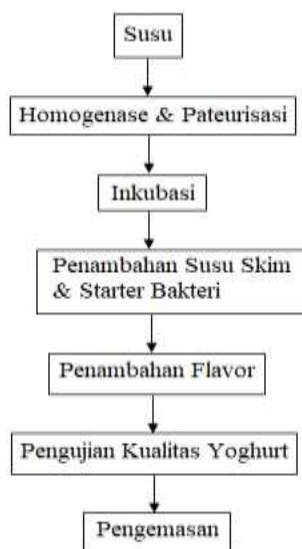 Susu
Homogenase & Pateurisasi
Inkubasi
Penambahan Susu Skim
& Starter Bakteri
Penambahan Flavor
Pengujian Kualitas Yoghurt
Pengemasan